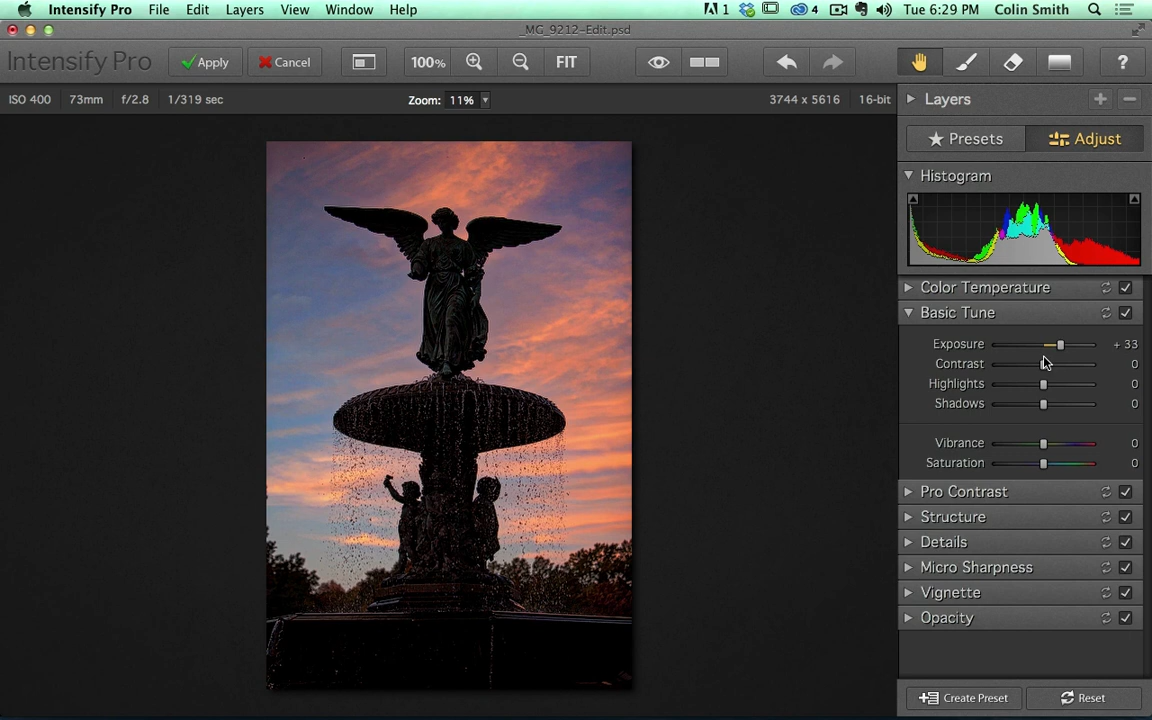 Intensify Pro File Edit Layers View Window Help 1 4 Tue 6:29 PM Colin Smith
_MG_9212-Edit.psd
Intensify Pro Apply Cancel 100% FIT ?
ISO 400 73mm f/2.8 1/319 sec Zoom: 11% 3744 x 5616 16-bit
Layers
Presets Adjust
Histogram
Color Temperature
Basic Tune
Exposure + 33
Contrast 0
Highlights 0
Shadows 0
Vibrance 0
Saturation 0
Pro Contrast
Structure
Details
Micro Sharpness
Vignette
Opacity
Create Preset Reset